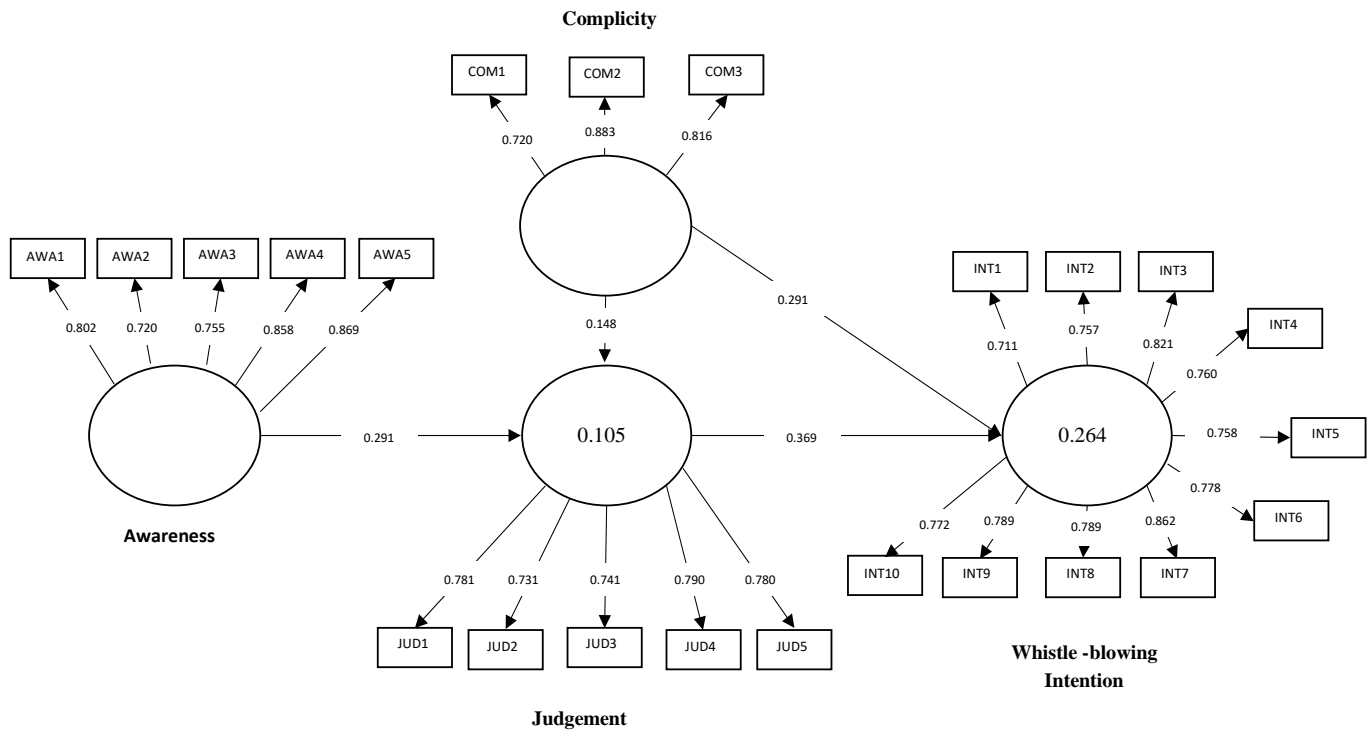 Complicity
COM1
COM2
COM3
0.720
0.883
0.816
AWA1
AWA2
AWA3
AWA4
AWA5
0.802
0.720
0.755
0.858
0.869
0.148
0.291
INT1
INT2
INT3
INT4
0.711
0.757
0.821
0.760
0.291
0.105
0.369
0.264
0.758
INT5
0.778
INT6
0.772
0.789
0.789
0.862
INT10
INT9
INT8
INT7
Awareness
0.781
0.731
0.741
0.790
0.780
JUD1
JUD2
JUD3
JUD4
JUD5
Whistle -blowing
Intention
Judgement